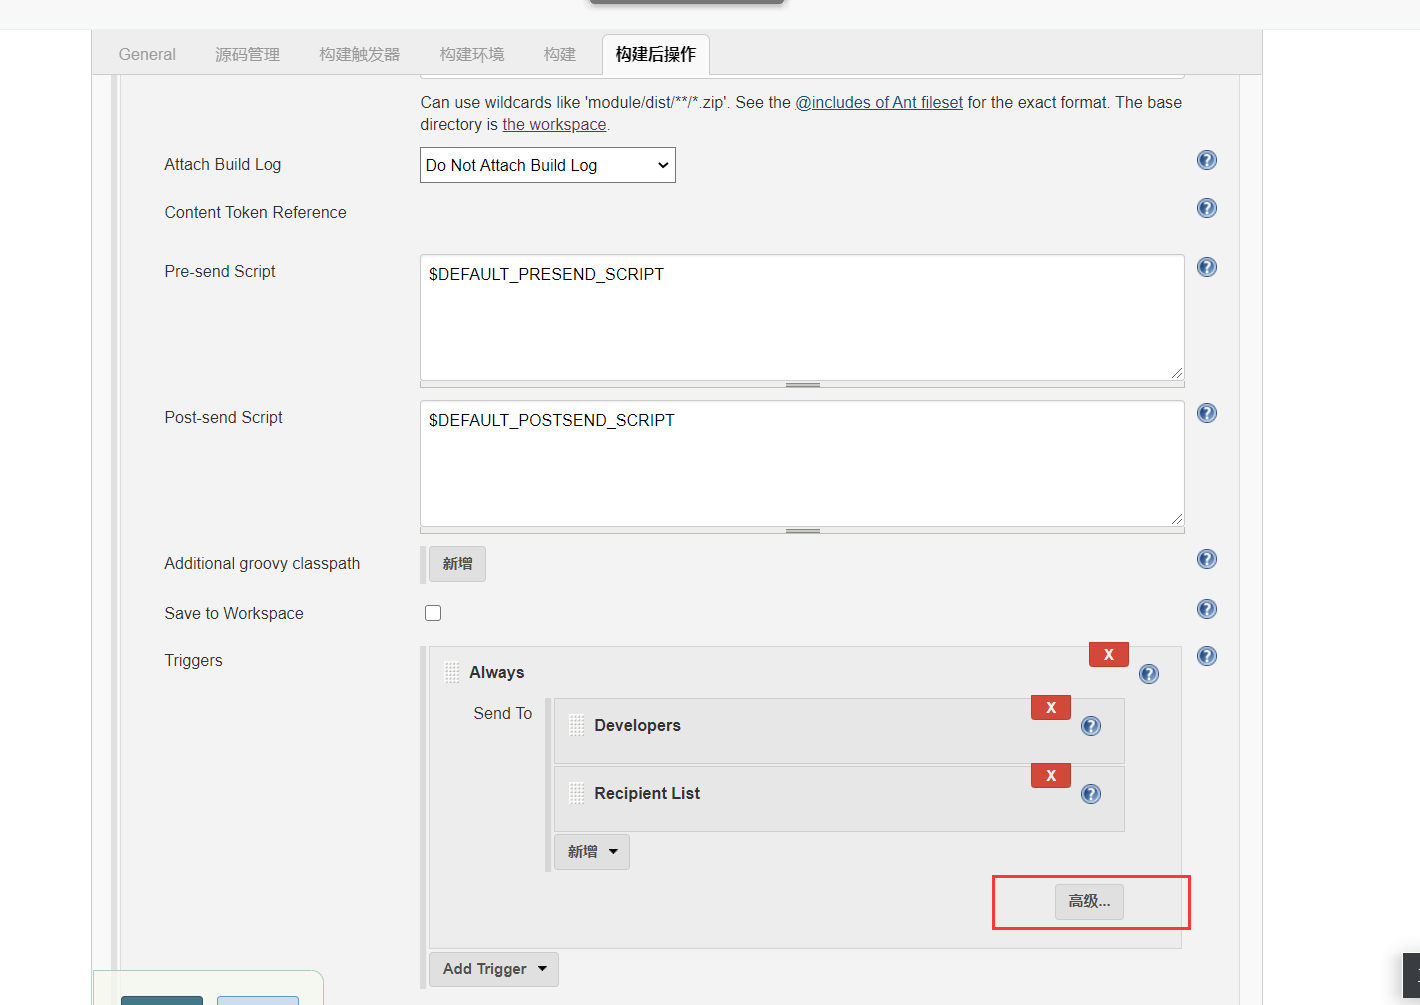 General 源码管理 构建触发器 构建环境 构建 构建后操作
Can use wildcards like 'module/dist/**/*.zip'. See the @includes of Ant fileset for the exact format. The base
directory is the workspace.
Attach Build Log Do Not Attach Build Log
Content Token Reference
Pre-send Script $DEFAULT_PRESEND_SCRIPT
Post-send Script $DEFAULT_POSTSEND_SCRIPT
Additional groovy classpath 新增
Save to Workspace
Triggers
X
Always
Send To
X
Developers
X
Recipient List
新增
高级...
Add Trigger